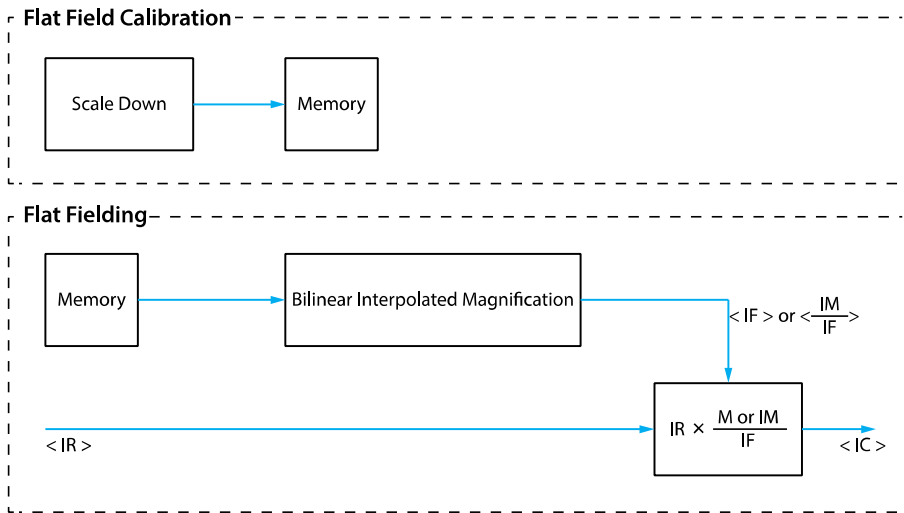 Flat Field Calibration
Scale Down
Memory
Flat Fielding
Memory
Bilinear Interpolated Magnification
< IF > or < IM / IF >
< IR >
IR × M or IM / IF
< IC >